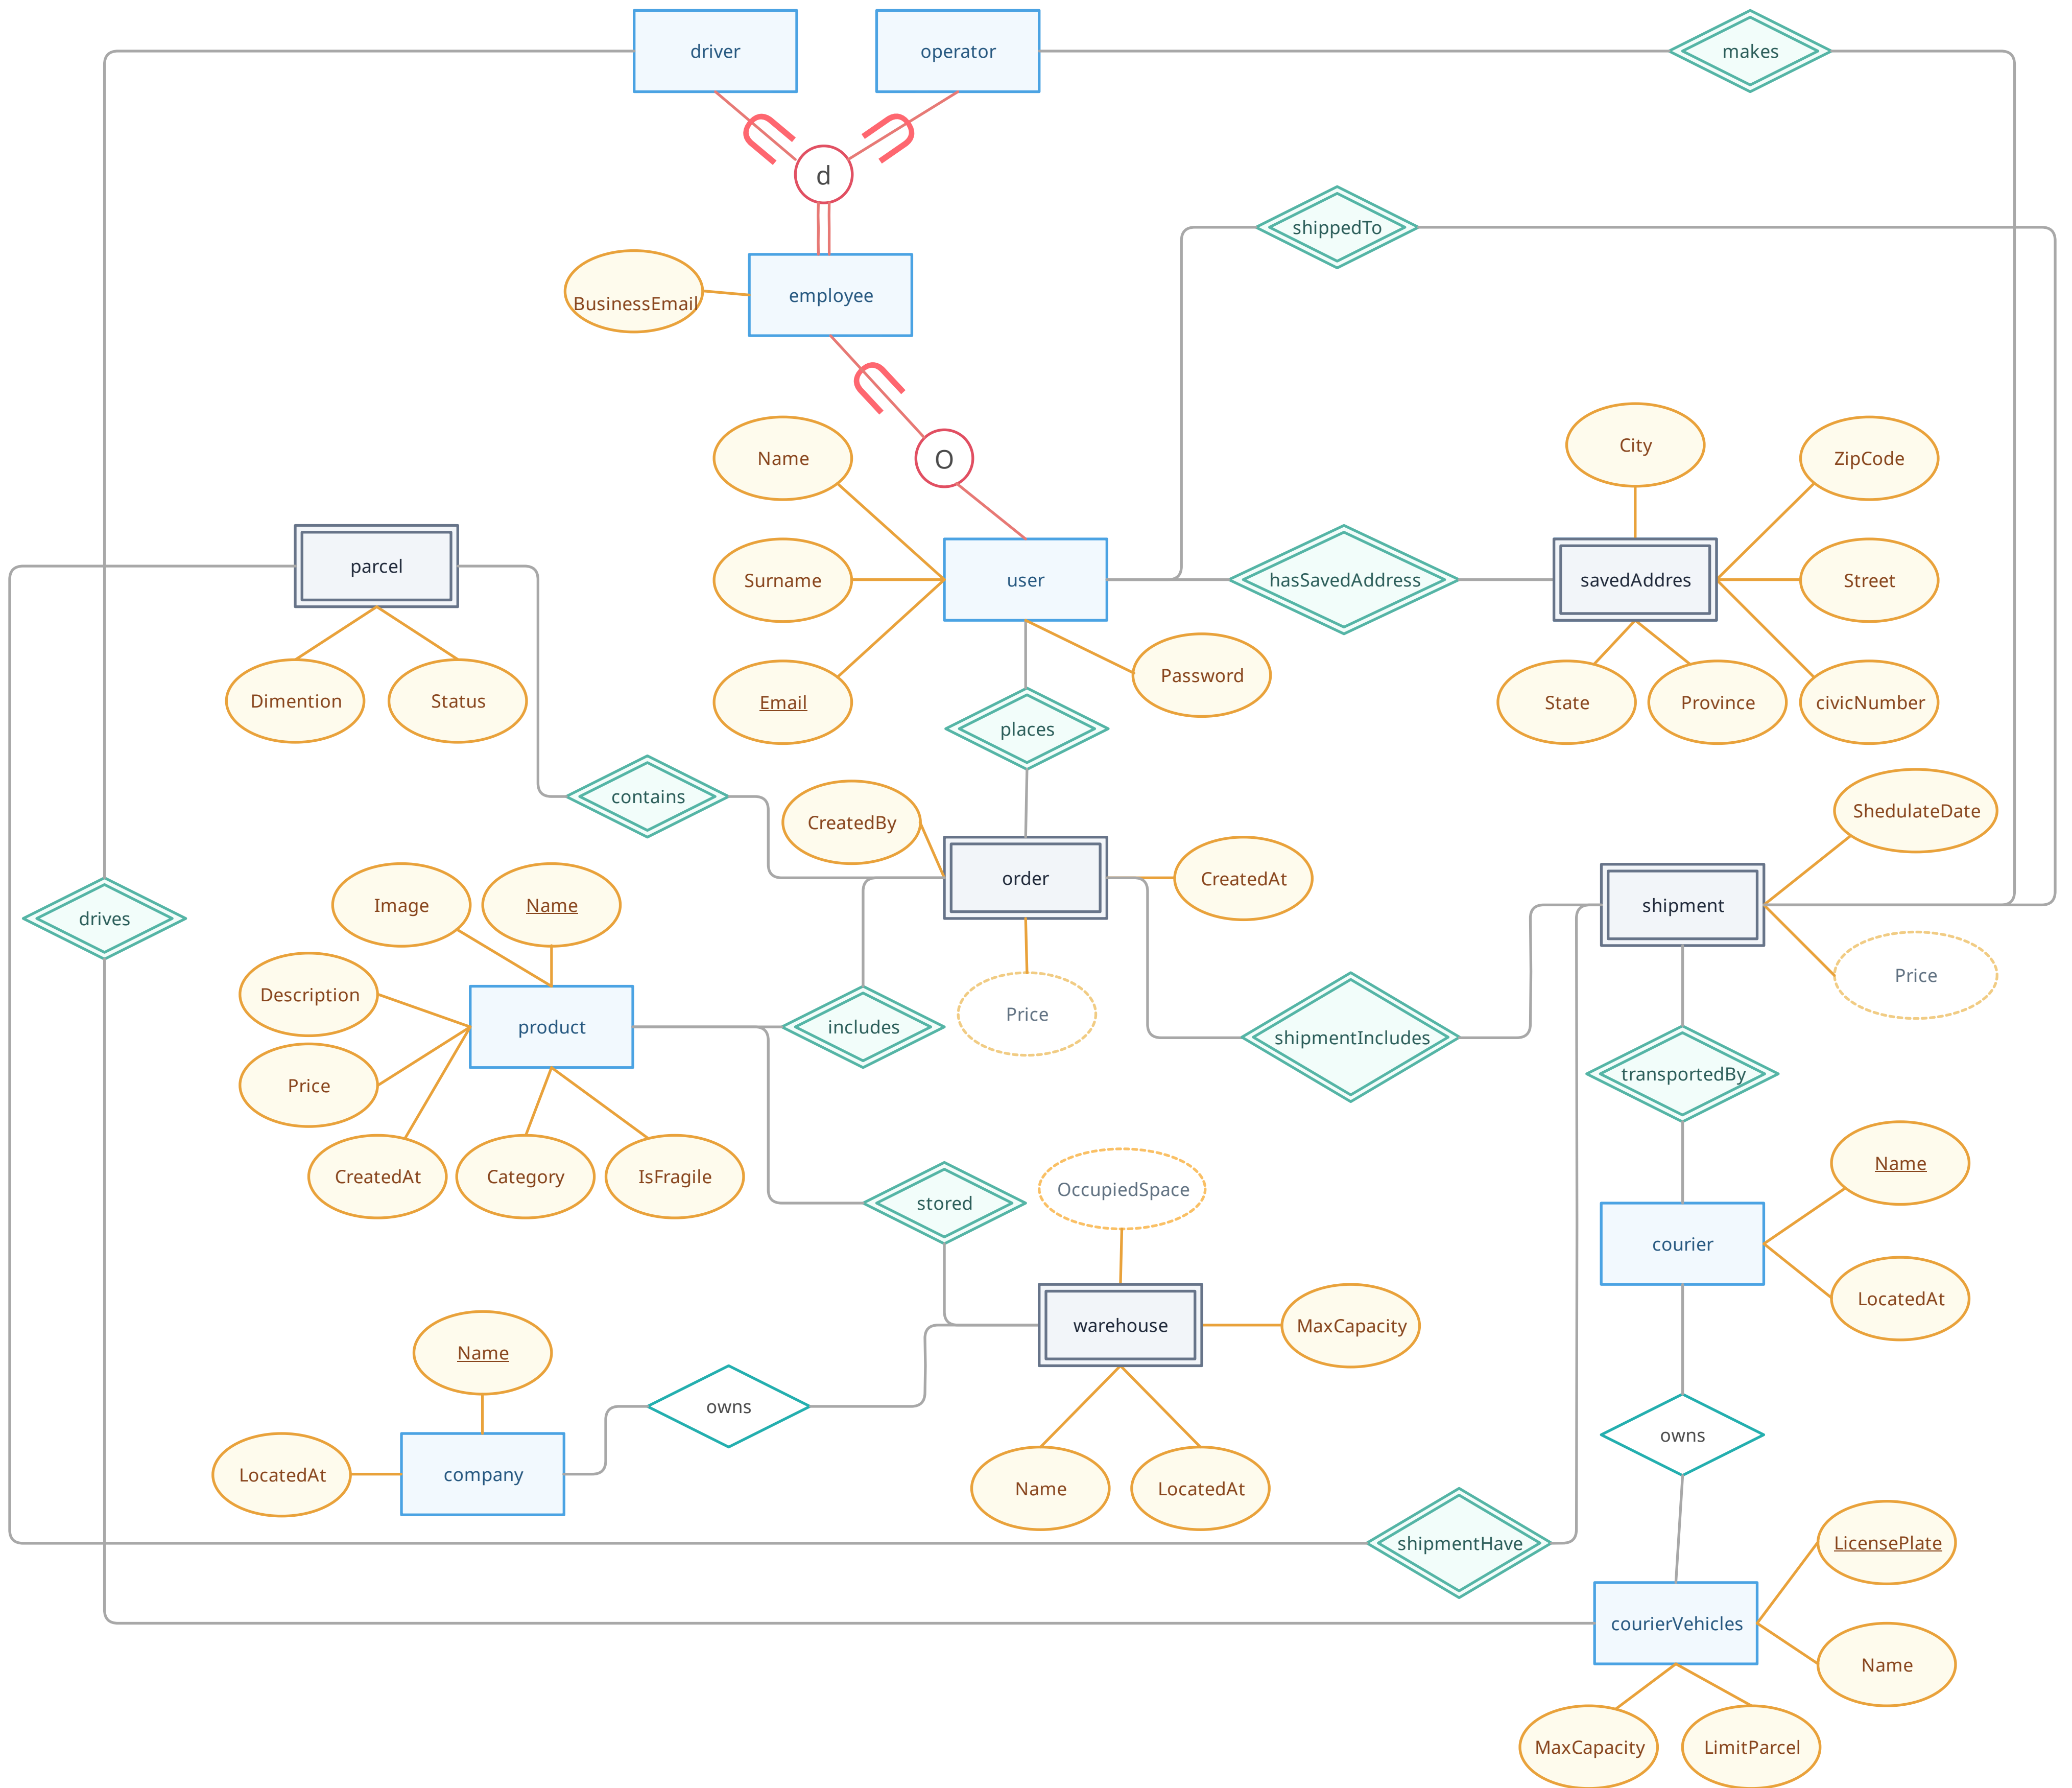 driver
operator
makes
d
shippedTo
BusinessEmail
employee
City
Name
O
ZipCode
parcel
Surname
user
hasSavedAddress
savedAddres
Street
Dimention
Status
Email
Password
State
Province
civicNumber
places
contains
CreatedBy
ShedulateDate
order
CreatedAt
Image
Name
shipment
drives
Description
Price
Price
product
includes
shipmentIncludes
transportedBy
Price
CreatedAt
Category
IsFragile
stored
OccupiedSpace
Name
courier
LocatedAt
warehouse
MaxCapacity
Name
owns
owns
LocatedAt
company
Name
LocatedAt
shipmentHave
LicensePlate
courierVehicles
Name
MaxCapacity
LimitParcel